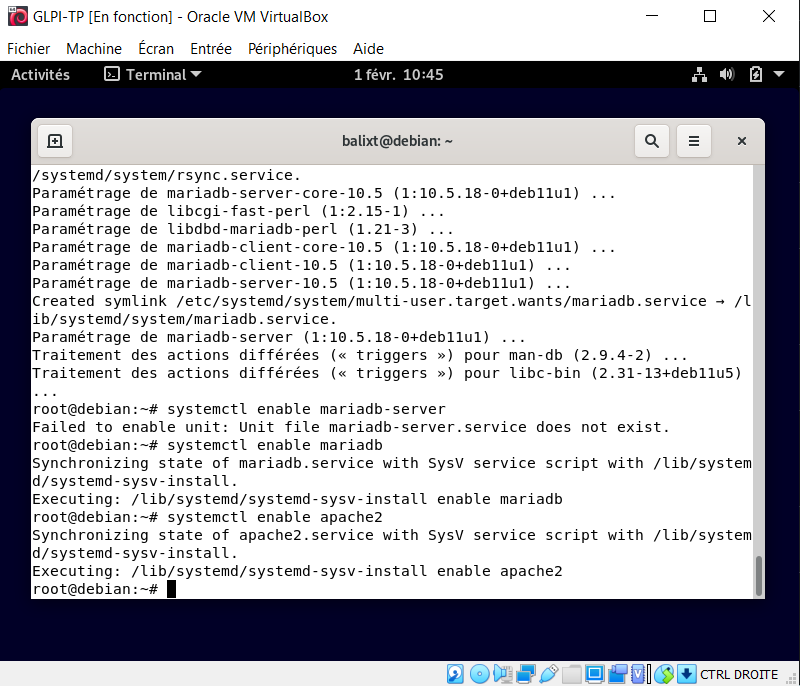 GLPI-TP [En fonction] - Oracle VM VirtualBox
Fichier Machine Écran Entrée Périphériques Aide
Activités Terminal 1 févr. 10:45
balixt@debian: ~
/systemd/system/rsync.service.
Paramétrage de mariadb-server-core-10.5 (1:10.5.18-0+deb11u1) ...
Paramétrage de libcgi-fast-perl (1:2.15-1) ...
Paramétrage de libdbd-mariadb-perl (1.21-3) ...
Paramétrage de mariadb-client-core-10.5 (1:10.5.18-0+deb11u1) ...
Paramétrage de mariadb-client-10.5 (1:10.5.18-0+deb11u1) ...
Paramétrage de mariadb-server-10.5 (1:10.5.18-0+deb11u1) ...
Created symlink /etc/systemd/system/multi-user.target.wants/mariadb.service → /l
ib/systemd/system/mariadb.service.
Paramétrage de mariadb-server (1:10.5.18-0+deb11u1) ...
Traitement des actions différées (« triggers ») pour man-db (2.9.4-2) ...
Traitement des actions différées (« triggers ») pour libc-bin (2.31-13+deb11u5)
...
root@debian:~# systemctl enable mariadb-server
Failed to enable unit: Unit file mariadb-server.service does not exist.
root@debian:~# systemctl enable mariadb
Synchronizing state of mariadb.service with SysV service script with /lib/system
d/systemd-sysv-install.
Executing: /lib/systemd/systemd-sysv-install enable mariadb
root@debian:~# systemctl enable apache2
Synchronizing state of apache2.service with SysV service script with /lib/system
d/systemd-sysv-install.
Executing: /lib/systemd/systemd-sysv-install enable apache2
root@debian:~#
CTRL DROITE